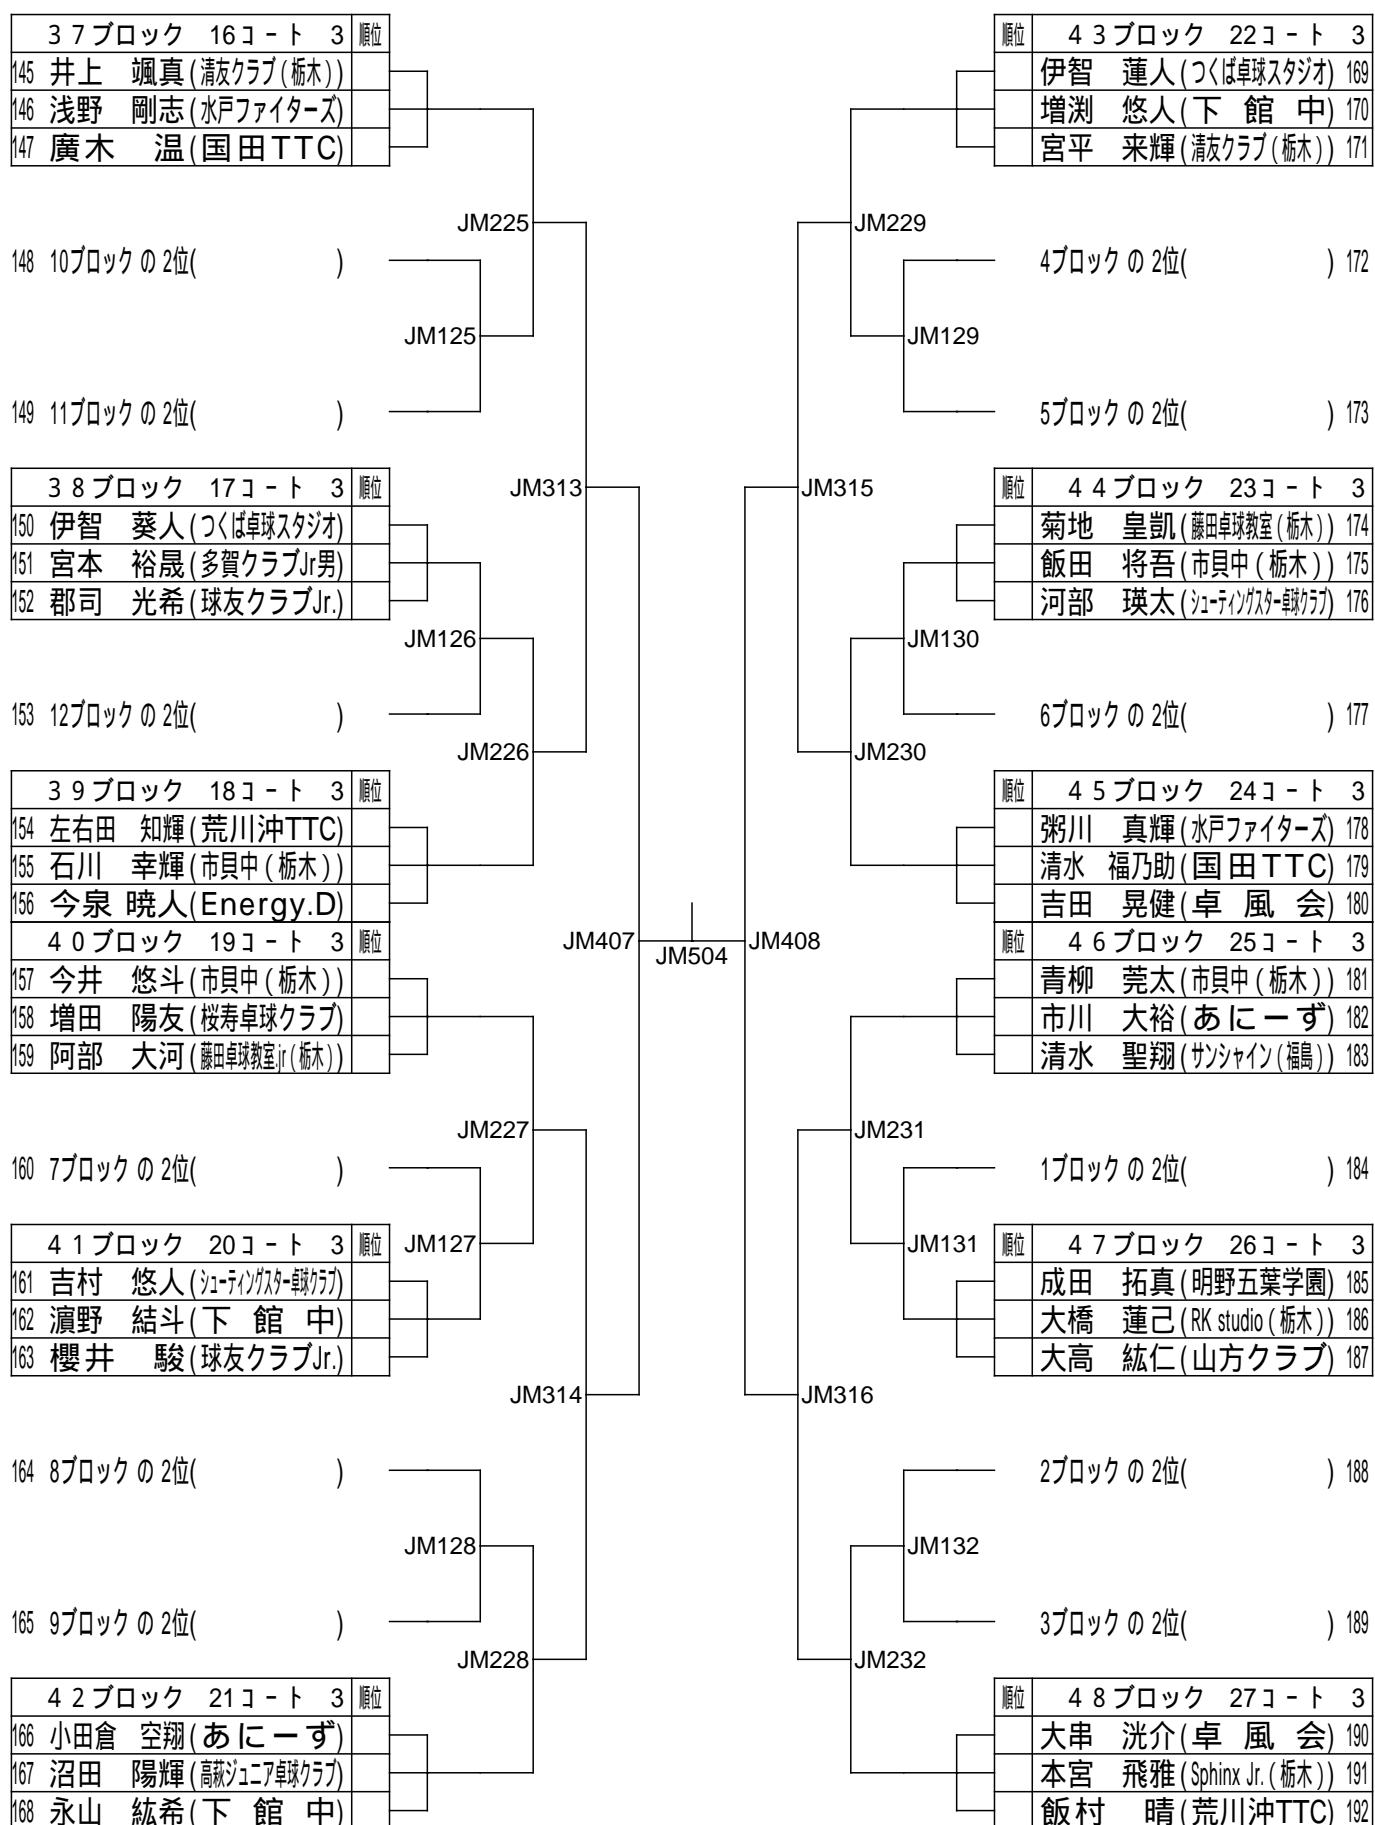 ３７ブロック 16コート 3 順位
145 井上 颯真(清友クラブ(栃木))
146 浅野 剛志(水戸ファイターズ)
147 廣木 温(国田TTC)
JM225
148 10ブロック の 2位( )
JM125
149 11ブロック の 2位( )
３８ブロック 17コート 3 順位
JM313
150 伊智 葵人(つくば卓球スタジオ)
151 宮本 裕晟(多賀クラブJr男)
152 郡司 光希(球友クラブJr.)
JM126
153 12ブロック の 2位( )
JM226
３９ブロック 18コート 3 順位
154 左右田 知輝(荒川沖TTC)
155 石川 幸輝(市貝中(栃木))
156 今泉 暁人(Energy.D)
４０ブロック 19コート 3 順位
JM407
157 今井 悠斗(市貝中(栃木))
158 増田 陽友(桜寿卓球クラブ)
159 阿部 大河(藤田卓球教室jr(栃木))
JM227
160 7ブロック の 2位( )
４１ブロック 20コート 3 順位
JM127
161 吉村 悠人(シューティングスター卓球クラブ)
162 濵野 結斗(下 館 中)
163 櫻井 駿(球友クラブJr.)
JM314
164 8ブロック の 2位( )
JM128
165 9ブロック の 2位( )
JM228
４２ブロック 21コート 3 順位
166 小田倉 空翔(あにーず)
167 沼田 陽輝(高萩ジュニア卓球クラブ)
168 永山 紘希(下 館 中)
JM504
順位 ４３ブロック 22コート 3
伊智 蓮人(つくば卓球スタジオ) 169
増渕 悠人(下 館 中) 170
宮平 来輝(清友クラブ(栃木)) 171
JM229
4ブロック の 2位( ) 172
JM129
5ブロック の 2位( ) 173
JM315
順位 ４４ブロック 23コート 3
菊地 皇凱(藤田卓球教室(栃木)) 174
飯田 将吾(市貝中(栃木)) 175
河部 瑛太(シューティングスター卓球クラブ) 176
JM130
6ブロック の 2位( ) 177
JM230
順位 ４５ブロック 24コート 3
粥川 真輝(水戸ファイターズ) 178
清水 福乃助(国田TTC) 179
吉田 晃健(卓 風 会) 180
JM408
順位 ４６ブロック 25コート 3
青柳 莞太(市貝中(栃木)) 181
市川 大裕(あにーず) 182
清水 聖翔(サンシャイン(福島)) 183
JM231
1ブロック の 2位( ) 184
JM131
順位 ４７ブロック 26コート 3
成田 拓真(明野五葉学園) 185
大橋 蓮己(RK studio(栃木)) 186
大高 紘仁(山方クラブ) 187
JM316
2ブロック の 2位( ) 188
JM132
3ブロック の 2位( ) 189
JM232
順位 ４８ブロック 27コート 3
大串 洸介(卓 風 会) 190
本宮 飛雅(Sphinx Jr.(栃木)) 191
飯村 晴(荒川沖TTC) 192